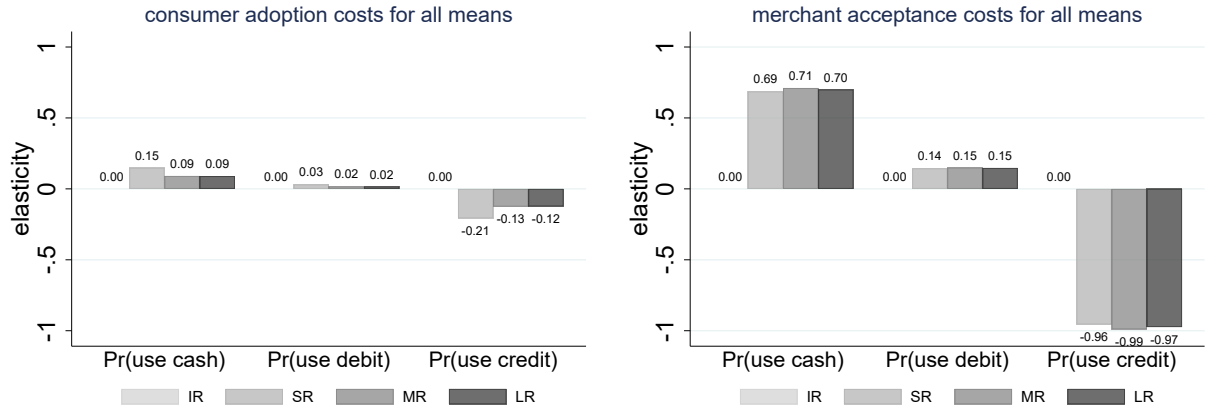 consumer adoption costs for all means
elasticity
1
.5
0
-.5
-1
0.00 0.15 0.09 0.09
0.00 0.03 0.02 0.02
0.00 -0.21 -0.13 -0.12
Pr(use cash) Pr(use debit) Pr(use credit)
IR SR MR LR
merchant acceptance costs for all means
elasticity
1
.5
0
-.5
-1
0.00 0.69 0.71 0.70
0.00 0.14 0.15 0.15
0.00 -0.96 -0.99 -0.97
Pr(use cash) Pr(use debit) Pr(use credit)
IR SR MR LR